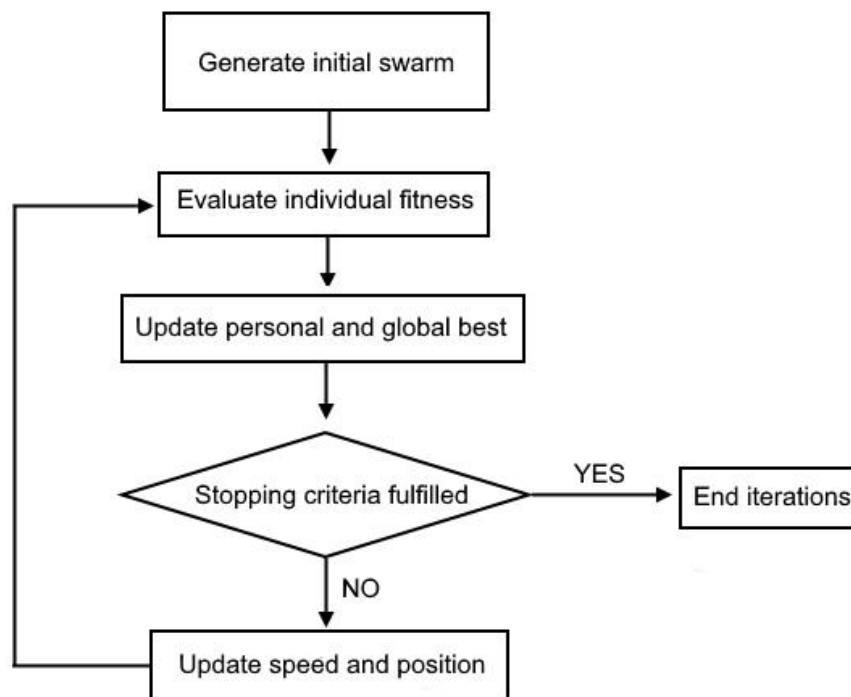 Generate initial swarm
Evaluate individual fitness
Update personal and global best
Stopping criteria fulfilled
YES
End iterations
NO
Update speed and position